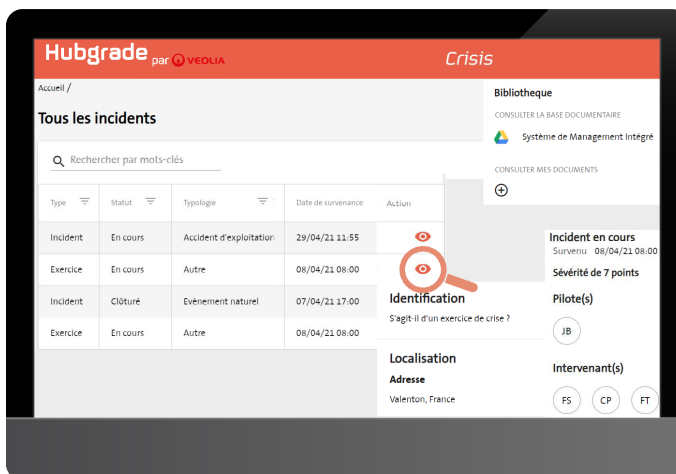 Hubgrade par VEOLIA
Crisis
Accueil /
Tous les incidents
Rechercher par mots-clés
Type Statut Typologie Date de survenance Action
Incident En cours Accident d'exploitation 29/04/21 11:55
Exercice En cours Autre 08/04/21 08:00
Incident Clôturé Evènement naturel 07/04/21 17:00
Exercice En cours Autre 08/04/21 08:00
Bibliotheque
CONSULTER LA BASE DOCUMENTAIRE
Système de Management Intégré
CONSULTER MES DOCUMENTS
Identification
S'agit-il d'un exercice de crise ?
Localisation
Adresse
Valenton, France
Incident en cours
Survenu 08/04/21 08:00
Sévérité de 7 points
Pilote(s)
JB
Intervenant(s)
FS CP FT